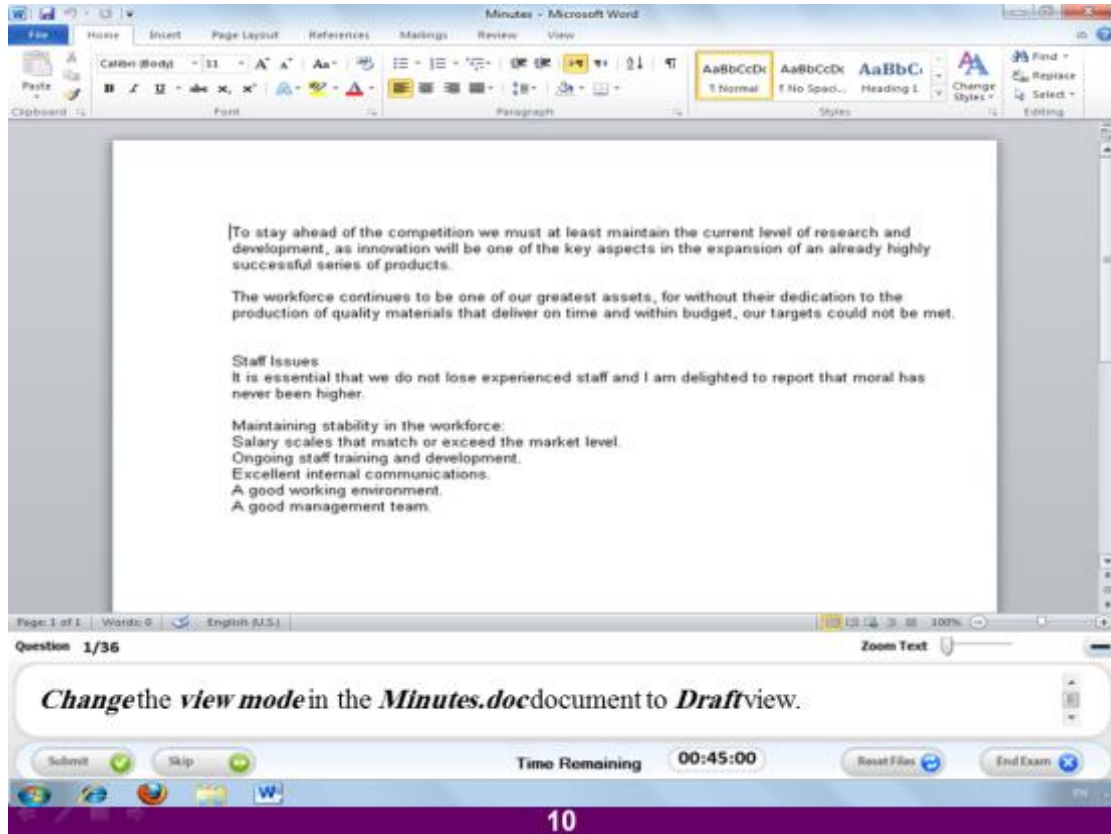 Minutes - Microsoft Word
File Home Insert Page Layout References Mailings Review View
Calibri (Body) 11 A A Aa
Paste
B I U abc x, x² A A
AaBbCcDc AaBbCcDc AaBbC
¶ Normal ¶ No Spaci... Heading 1
Change Styles
Find
Replace
Select
Clipboard Font Paragraph Styles Editing
To stay ahead of the competition we must at least maintain the current level of research and
development, as innovation will be one of the key aspects in the expansion of an already highly
successful series of products.
The workforce continues to be one of our greatest assets, for without their dedication to the
production of quality materials that deliver on time and within budget, our targets could not be met.
Staff Issues
It is essential that we do not lose experienced staff and I am delighted to report that moral has
never been higher.
Maintaining stability in the workforce:
Salary scales that match or exceed the market level.
Ongoing staff training and development.
Excellent internal communications.
A good working environment.
A good management team.
Page: 1 of 1 Words: 0 English (U.S.) 100%
Question 1/36 Zoom Text
Change the view mode in the Minutes.doc document to Draft view.
Submit Skip Time Remaining 00:45:00 Reset Files End Exam
EN
10